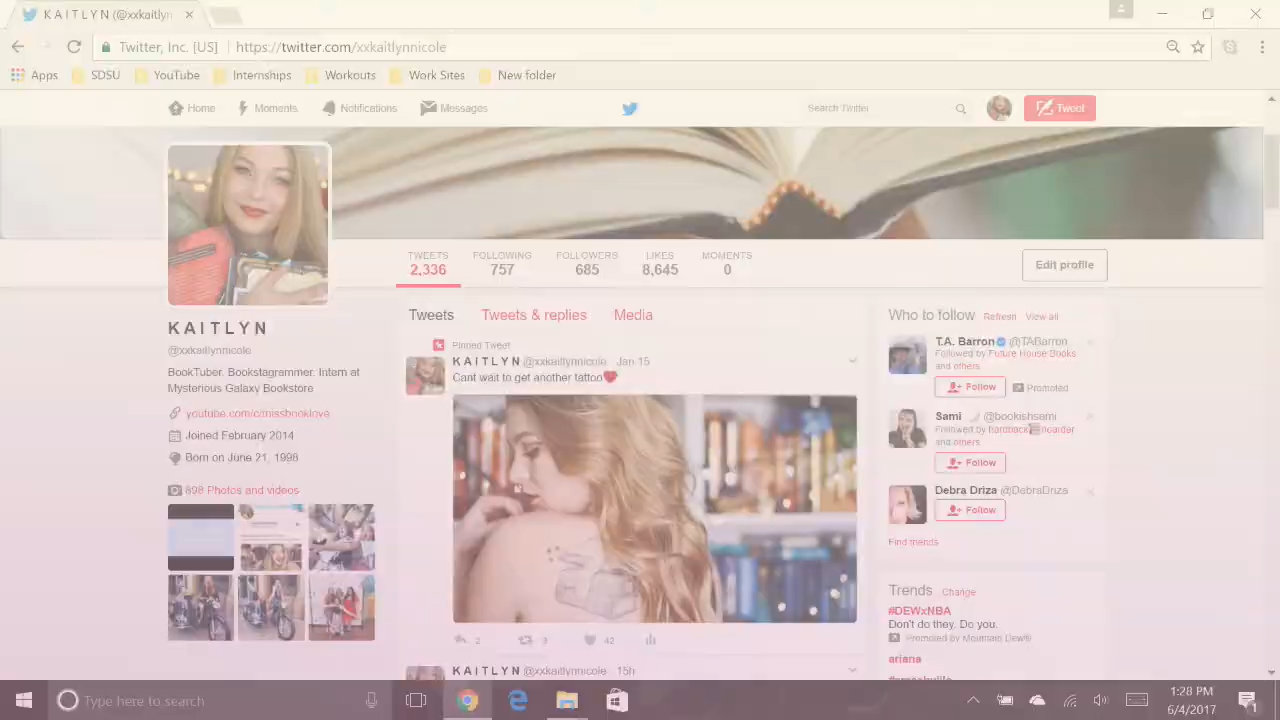 K A I T L Y N (@xxkaitlyn
Twitter, Inc. [US] https://twitter.com/xxkaitlynnicole
Apps SDSU YouTube Internships Workouts Work Sites New folder
Home Moments Notifications Messages Search Twitter Tweet
TWEETS FOLLOWING FOLLOWERS LIKES MOMENTS
2,336 757 685 8,645 0
Edit profile
K A I T L Y N
@xxkaitlynnicole
BookTuber. Bookstagrammer. Intern at
Mysterious Galaxy Bookstore
youtube.com/c/missbooklove
Joined February 2014
Born on June 21, 1996
898 Photos and videos
Tweets Tweets & replies Media
Pinned Tweet
K A I T L Y N @xxkaitlynnicole Jan 15
Cant wait to get another tattoo
2 9 42
K A I T L Y N @xxkaitlynnicole 15h
Who to follow Refresh View all
T.A. Barron @TABarron
Followed by Future House Books
and others
Follow Promoted
Sami @bookishsami
Followed by hardback hoarder
and others
Follow
Debra Driza @DebraDriza
Follow
Find friends
Trends Change
#DEWxNBA
Don't do they. Do you.
Promoted by Mountain Dew®
ariana
Type here to search
1:28 PM
6/4/2017
1